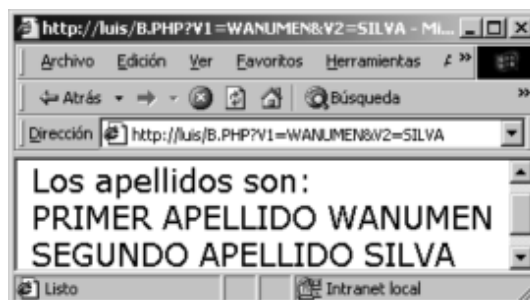 http://luis/B.PHP?V1=WANUMEN&V2=SILVA - Mi...
Archivo Edición Ver Favoritos Herramientas »
Atrás Búsqueda »
Dirección http://luis/B.PHP?V1=WANUMEN&V2=SILVA
Los apellidos son:
PRIMER APELLIDO WANUMEN
SEGUNDO APELLIDO SILVA
Listo Intranet local